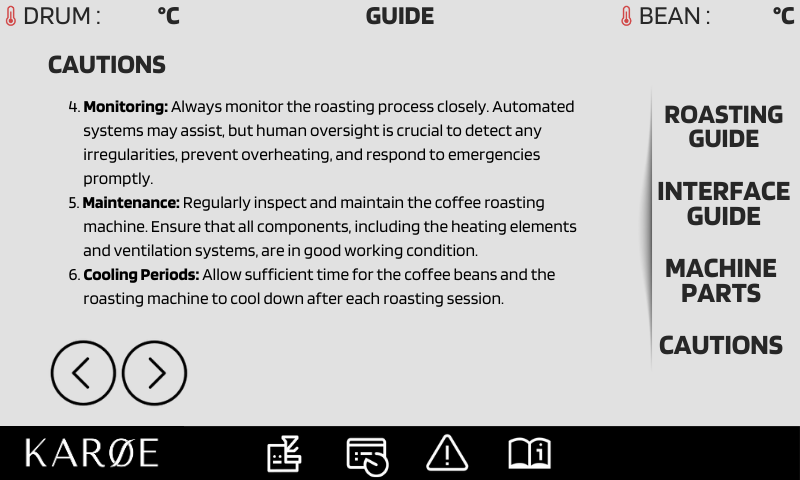 DRUM : °C
GUIDE
BEAN : °C
CAUTIONS
4. Monitoring: Always monitor the roasting process closely. Automated
systems may assist, but human oversight is crucial to detect any
irregularities, prevent overheating, and respond to emergencies
promptly.
5. Maintenance: Regularly inspect and maintain the coffee roasting
machine. Ensure that all components, including the heating elements
and ventilation systems, are in good working condition.
6. Cooling Periods: Allow sufficient time for the coffee beans and the
roasting machine to cool down after each roasting session.
ROASTING
GUIDE
INTERFACE
GUIDE
MACHINE
PARTS
CAUTIONS
KARØE